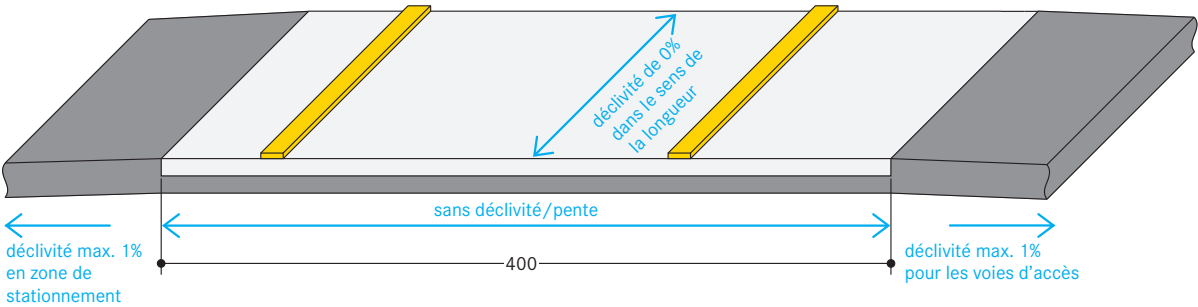 déclivité de 0%
dans le sens de
la longueur
sans déclivité/pente
déclivité max. 1%
en zone de
stationnement
400
déclivité max. 1%
pour les voies d’accès